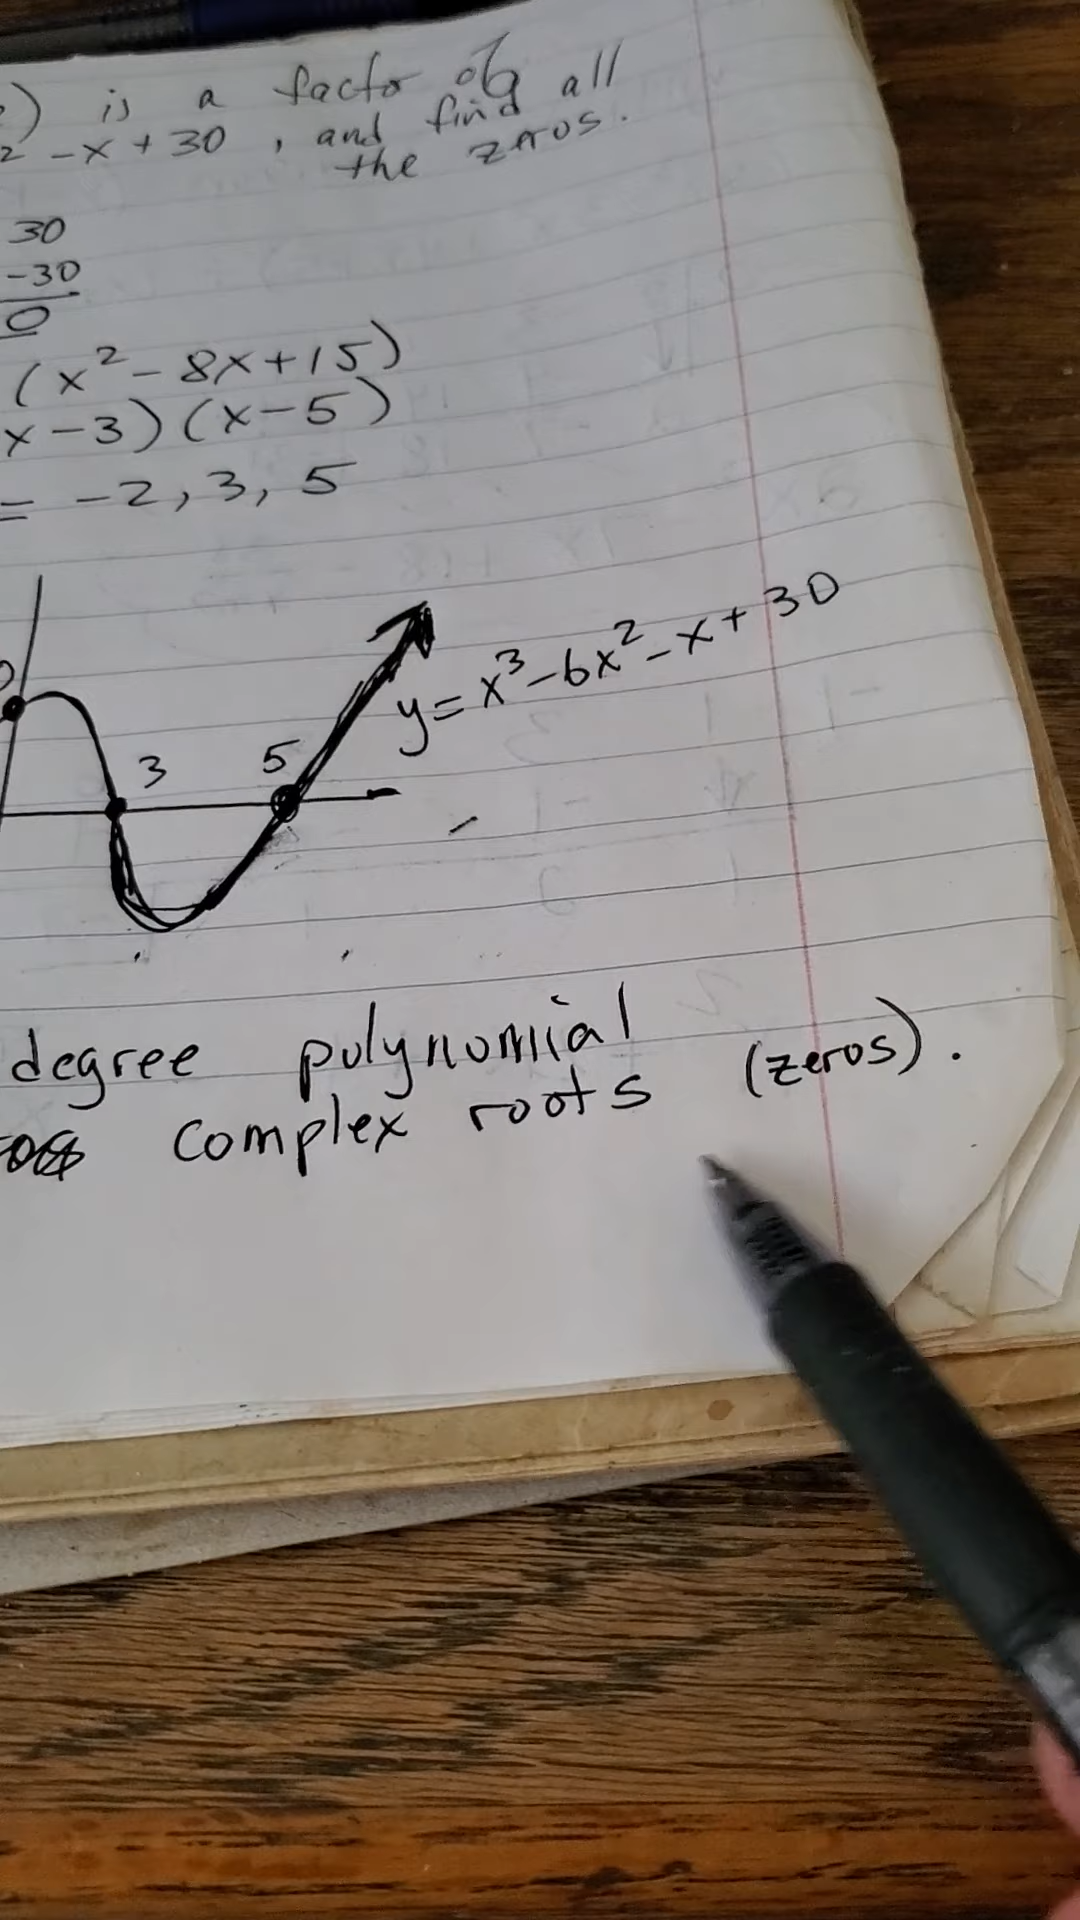 ) is a factor of
² -x+30, and find all
the zeros.
30
-30
0
(x²-8x+15)
x-3)(x-5)
= -2, 3, 5
y=x³-6x²-x+30
3 5
degree polynomial
complex roots (zeros).